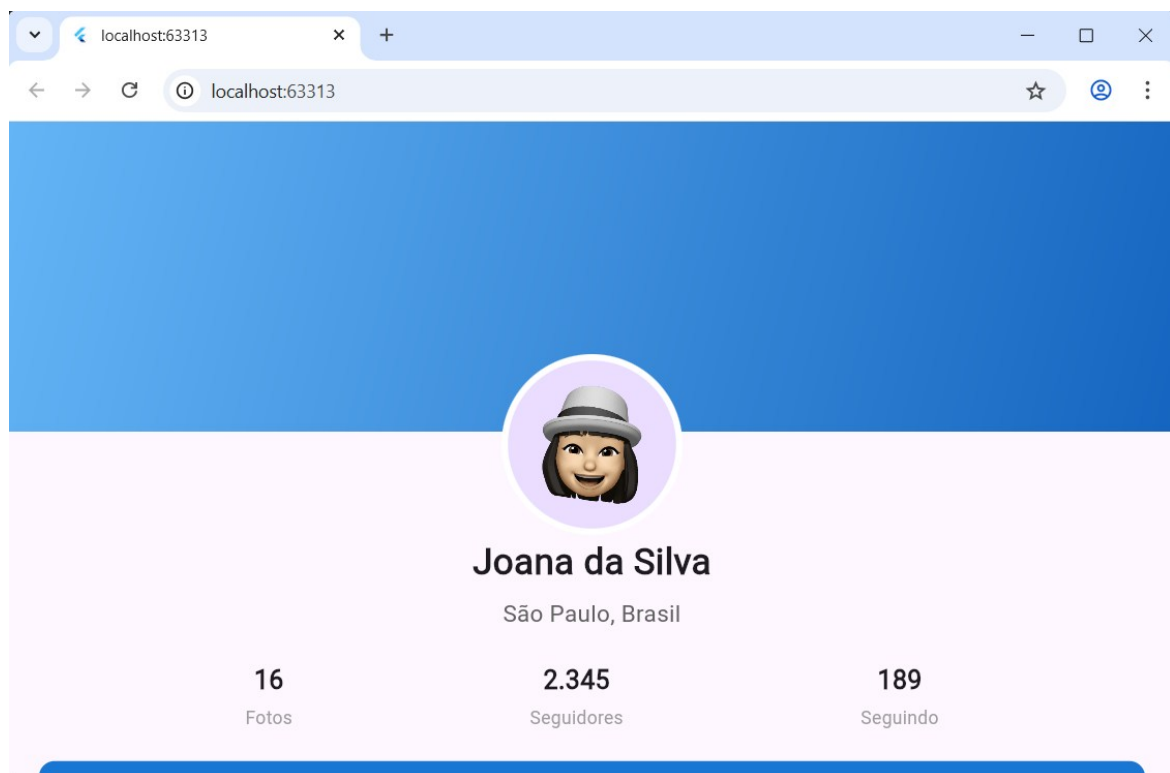 localhost:63313
localhost:63313
Joana da Silva
São Paulo, Brasil
16 2.345 189
Fotos Seguidores Seguindo